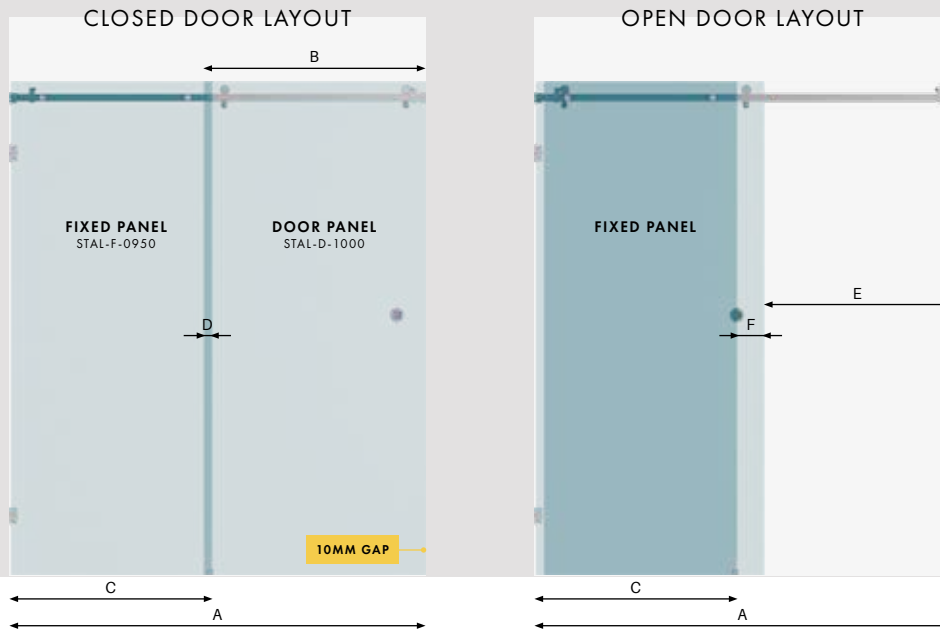 CLOSED DOOR LAYOUT
B
FIXED PANEL
STAL-F-0950
DOOR PANEL
STAL-D-1000
D
10MM GAP
C
A
OPEN DOOR LAYOUT
FIXED PANEL
E
F
C
A